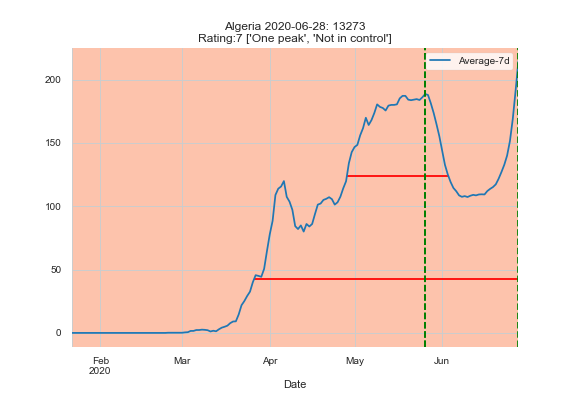 Algeria 2020-06-28: 13273
Rating:7 ['One peak', 'Not in control']
Average-7d
200
150
100
50
0
Feb
2020
Mar
Apr
May
Jun
Date